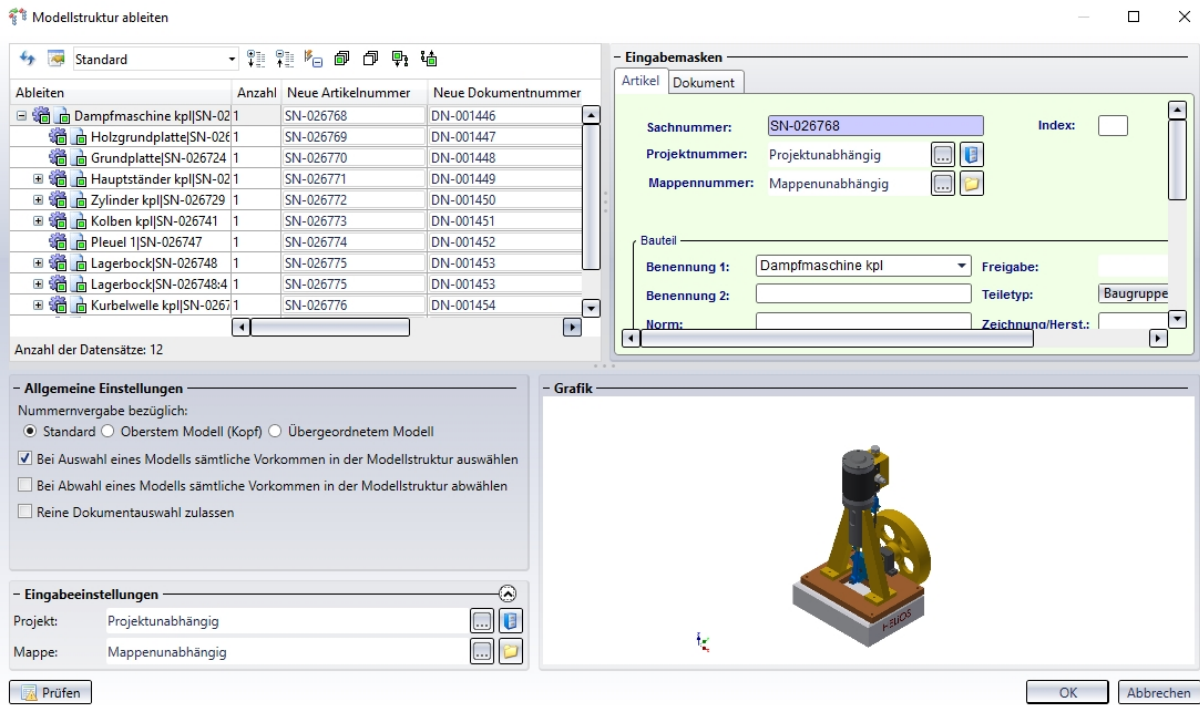 Modellstruktur ableiten
Standard
Ableiten Anzahl Neue Artikelnummer Neue Dokumentnummer
Dampfmaschine kpl|SN-02 1 SN-026768 DN-001446
Holzgrundplatte|SN-026 1 SN-026769 DN-001447
Grundplatte|SN-026724 1 SN-026770 DN-001448
Hauptständer kpl|SN-02 1 SN-026771 DN-001449
Zylinder kpl|SN-026729 1 SN-026772 DN-001450
Kolben kpl|SN-026741 1 SN-026773 DN-001451
Pleuel 1|SN-026747 1 SN-026774 DN-001452
Lagerbock|SN-026748 1 SN-026775 DN-001453
Lagerbock|SN-026748:4 1 SN-026775 DN-001453
Kurbelwelle kpl|SN-0267 1 SN-026776 DN-001454
Anzahl der Datensätze: 12
Eingabemasken
Artikel Dokument
Sachnummer: SN-026768 Index:
Projektnummer: Projektunabhängig ...
Mappennummer: Mappenunabhängig ...
Bauteil
Benennung 1: Dampfmaschine kpl Freigabe:
Benennung 2: Teiletyp: Baugruppe
Norm: Zeichnung/Herst.:
Allgemeine Einstellungen
Nummernvergabe bezüglich:
Standard Oberstem Modell (Kopf) Übergeordnetem Modell
Bei Auswahl eines Modells sämtliche Vorkommen in der Modellstruktur auswählen
Bei Abwahl eines Modells sämtliche Vorkommen in der Modellstruktur abwählen
Reine Dokumentauswahl zulassen
Eingabeeinstellungen
Projekt: Projektunabhängig ...
Mappe: Mappenunabhängig ...
Grafik
HELiOS
Prüfen OK Abbrechen